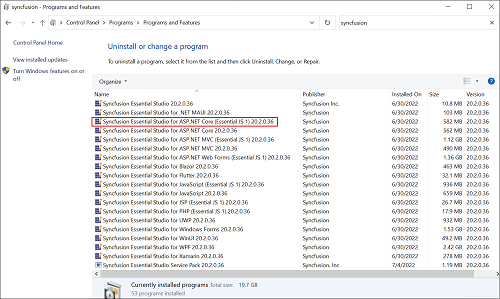 Programs and Features
Control Panel > Programs > Programs and Features
syncfusion
Control Panel Home
View installed updates
Turn Windows features on or off
Uninstall or change a program
To uninstall a program, select it from the list and then click Uninstall, Change, or Repair.
Organize
Name Publisher Installed On Size Version
Syncfusion Essential Studio 20.2.0.36 Syncfusion Inc. 6/30/2022 10.8 MB 20.2.0.36
Syncfusion Essential Studio for .NET MAUI 20.2.0.36 Syncfusion 6/30/2022 103 MB 20.2.0.36
Syncfusion Essential Studio for ASP.NET Core (Essential JS 1) 20.2.0.36 Syncfusion 6/30/2022 582 MB 20.2.0.36
Syncfusion Essential Studio for ASP.NET Core 20.2.0.36 Syncfusion 6/30/2022 562 MB 20.2.0.36
Syncfusion Essential Studio for ASP.NET MVC (Essential JS 1) 20.2.0.36 Syncfusion 6/30/2022 1.12 GB 20.2.0.36
Syncfusion Essential Studio for ASP.NET MVC 20.2.0.36 Syncfusion 6/30/2022 490 MB 20.2.0.36
Syncfusion Essential Studio for ASP.NET Web Forms (Essential JS 1) 20.2.0.36 Syncfusion 6/30/2022 1.36 GB 20.2.0.36
Syncfusion Essential Studio for Blazor 20.2.0.36 Syncfusion 6/30/2022 463 MB 20.2.0.36
Syncfusion Essential Studio for Flutter 20.2.0.36 Syncfusion 6/30/2022 32.1 MB 20.2.0.36
Syncfusion Essential Studio for JavaScript (Essential JS 1) 20.2.0.36 Syncfusion 6/30/2022 936 MB 20.2.0.36
Syncfusion Essential Studio for JavaScript 20.2.0.36 Syncfusion 6/30/2022 659 MB 20.2.0.36
Syncfusion Essential Studio for JSP (Essential JS 1) 20.2.0.36 Syncfusion 6/30/2022 26.7 MB 20.2.0.36
Syncfusion Essential Studio for PHP (Essential JS 1) 20.2.0.36 Syncfusion 6/30/2022 17.9 MB 20.2.0.36
Syncfusion Essential Studio for UWP 20.2.0.36 Syncfusion 6/30/2022 932 MB 20.2.0.36
Syncfusion Essential Studio for Windows Forms 20.2.0.36 Syncfusion 6/30/2022 1.53 GB 20.2.0.36
Syncfusion Essential Studio for WinUI 20.2.0.36 Syncfusion 6/30/2022 49.2 MB 20.2.0.36
Syncfusion Essential Studio for WPF 20.2.0.36 Syncfusion 6/30/2022 2.42 GB 20.2.0.36
Syncfusion Essential Studio for Xamarin 20.2.0.36 Syncfusion 6/30/2022 278 MB 20.2.0.36
Syncfusion Essential Studio Service Pack 20.2.0.36 Syncfusion, Inc 7/4/2022 1.19 MB 20.2.0.36
Currently installed programs Total size: 19.7 GB
53 programs installed